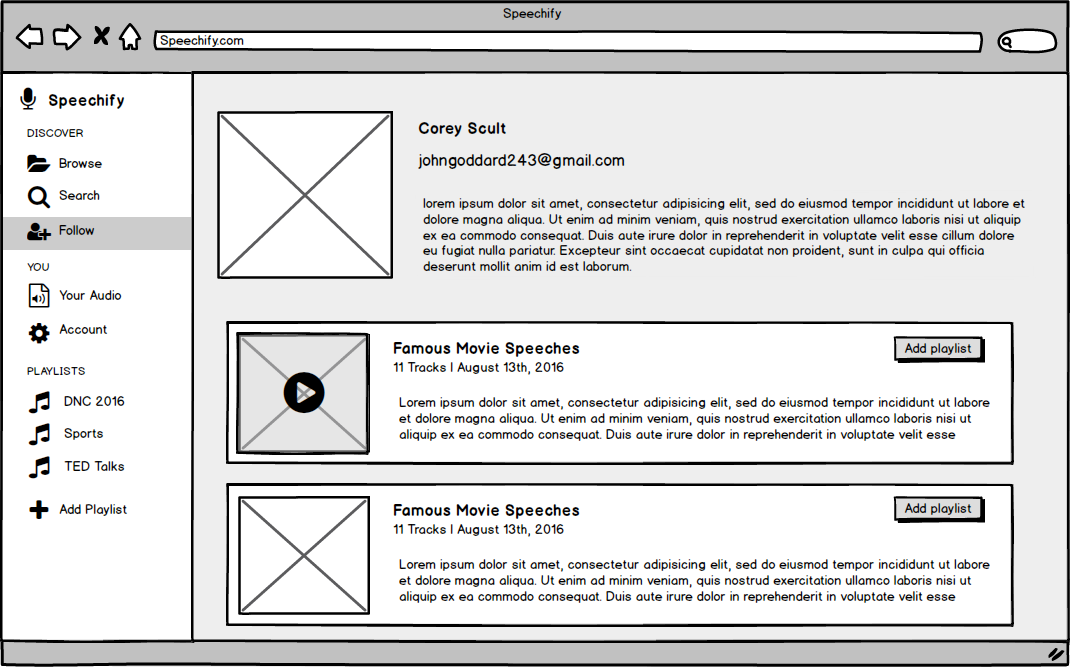 Speechify
Speechify.com
Speechify
DISCOVER
Browse
Search
Follow
YOU
Your Audio
Account
PLAYLISTS
DNC 2016
Sports
TED Talks
Add Playlist
Corey Scult
johngoddard243@gmail.com
lorem ipsum dolor sit amet, consectetur adipisicing elit, sed do eiusmod tempor incididunt ut labore et
dolore magna aliqua. Ut enim ad minim veniam, quis nostrud exercitation ullamco laboris nisi ut aliquip
ex ea commodo consequat. Duis aute irure dolor in reprehenderit in voluptate velit esse cillum dolore
eu fugiat nulla pariatur. Excepteur sint occaecat cupidatat non proident, sunt in culpa qui officia
deserunt mollit anim id est laborum.
Famous Movie Speeches
Add playlist
11 Tracks | August 13th, 2016
Lorem ipsum dolor sit amet, consectetur adipisicing elit, sed do eiusmod tempor incididunt ut labore
et dolore magna aliqua. Ut enim ad minim veniam, quis nostrud exercitation ullamco laboris nisi ut
aliquip ex ea commodo consequat. Duis aute irure dolor in reprehenderit in voluptate velit esse
Famous Movie Speeches
Add playlist
11 Tracks | August 13th, 2016
Lorem ipsum dolor sit amet, consectetur adipisicing elit, sed do eiusmod tempor incididunt ut labore
et dolore magna aliqua. Ut enim ad minim veniam, quis nostrud exercitation ullamco laboris nisi ut
aliquip ex ea commodo consequat. Duis aute irure dolor in reprehenderit in voluptate velit esse